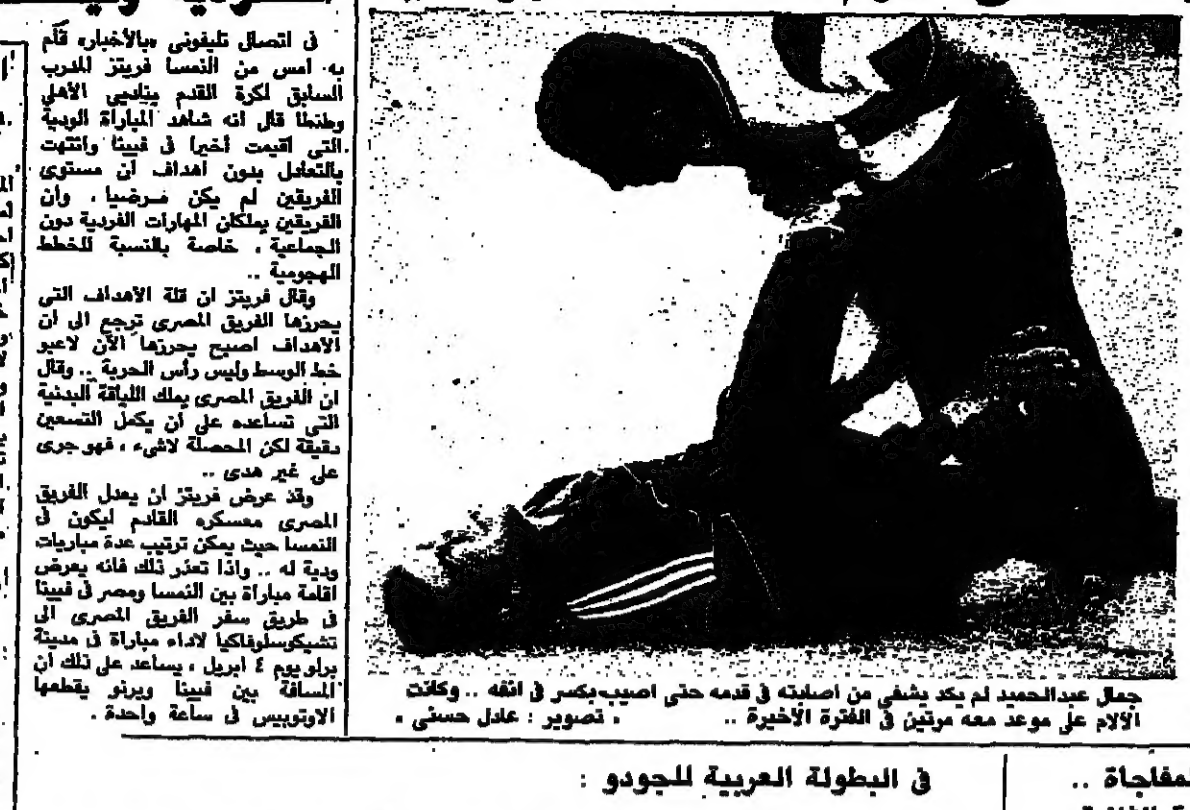 فى اتصال تليفونى «بالأخبار» قام
به امس من النمسا فريتز المدرب
السابق لكرة القدم بناديى الأهلى
وطنطا قال انه شاهد المباراة الودية
التى اقيمت أخيرا فى فيينا وانتهت
بالتعادل بدون اهداف ان مستوى
الفريقين لم يكن مرضيا ، وأن
الفريقين يملكان المهارات الفردية دون
الجماعية ، خاصة بالنسبة للخطط
الهجومية ..
وقال فريتز ان قلة الأهداف التى
يحرزها الفريق المصرى ترجع الى أن
الأهداف اصبح يحرزها الآن لاعبو
خط الوسط وليس رأس الحربة .. وقال
ان الفريق المصرى يملك اللياقة البدنية
التى تساعده على أن يكمل التسعين
دقيقة لكن المحصلة لاشىء ، فهو جرى
على غير هدى ..
وقد عرض فريتز ان يعدل الفريق
المصرى معسكره القادم ليكون فى
النمسا حيث يمكن ترتيب عدة مباريات
ودية له .. واذا تعذر ذلك فانه يعرض
اقامة مباراة بين النمسا ومصر فى فيينا
فى طريق سفر الفريق المصرى الى
تشيكوسلوفاكيا لاداء مباراة فى مدينة
برلو يوم ٤ ابريل ، يساعد على ذلك أن
المسافة بين فيينا وبرنو يقطعها
الاوتوبيس فى ساعة واحدة .
جمال عبدالحميد لم يكد يشفى من اصابته فى قدمه حتى اصيب بكسر فى انفه .. وكانت
الآلام على موعد معه مرتين فى الفترة الأخيرة .. • تصوير : عادل حسنى •
فى البطولة العربية للجودو :